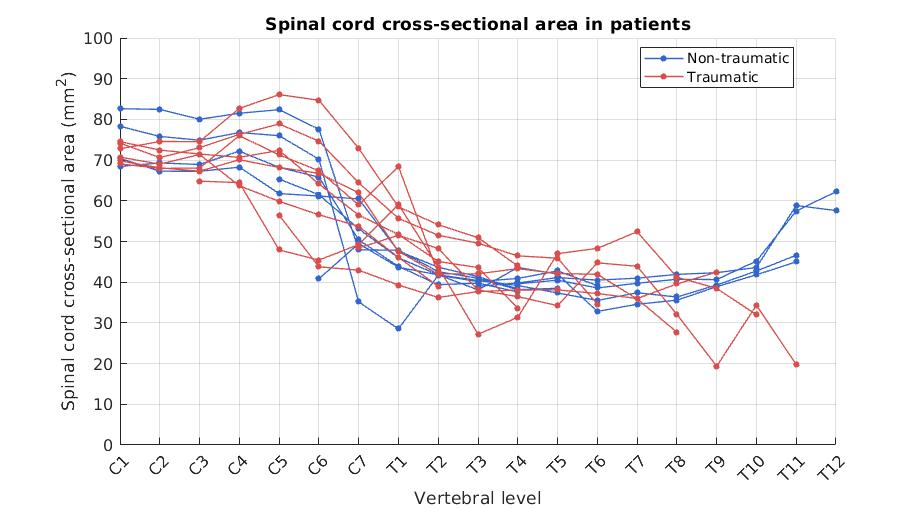 Spinal cord cross-sectional area in patients
Non-traumatic
Traumatic
Spinal cord cross-sectional area (mm²)
100
90
80
70
60
50
40
30
20
10
0
C1 C2 C3 C4 C5 C6 C7 T1 T2 T3 T4 T5 T6 T7 T8 T9 T10 T11 T12
Vertebral level